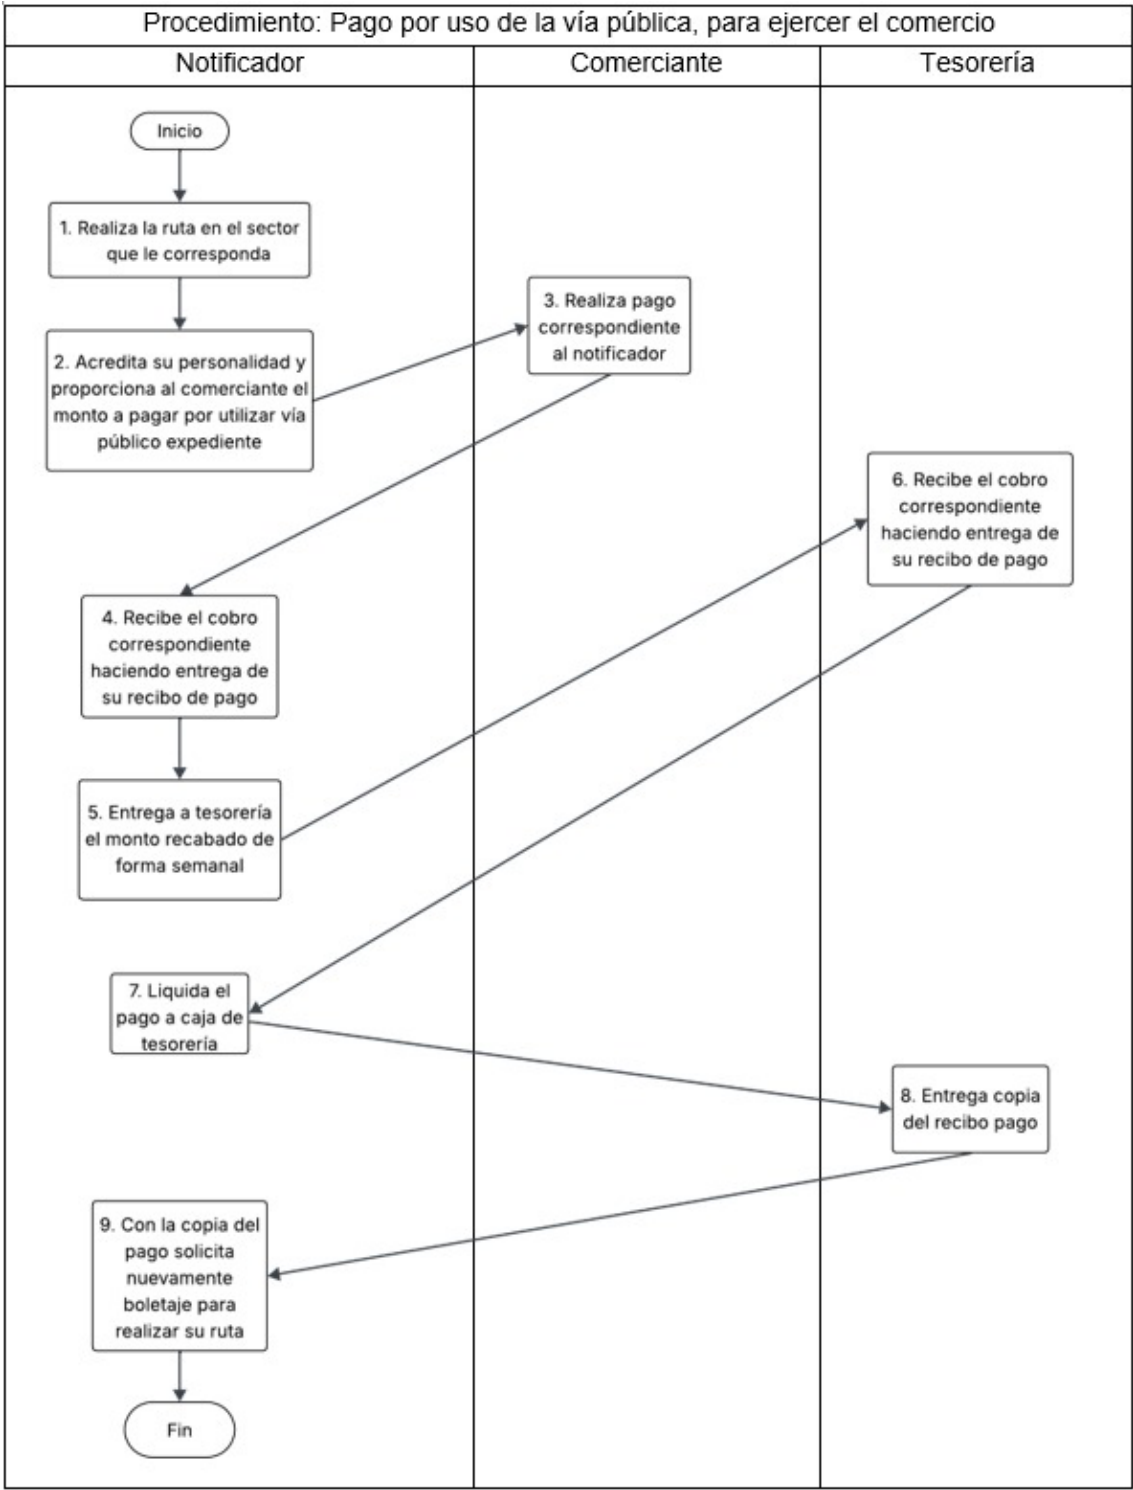 Procedimiento: Pago por uso de la vía pública, para ejercer el comercio
Notificador
Comerciante
Tesorería
Inicio
1. Realiza la ruta en el sector
que le corresponda
2. Acredita su personalidad y
proporciona al comerciante el
monto a pagar por utilizar vía
público expediente
3. Realiza pago
correspondiente
al notificador
4. Recibe el cobro
correspondiente
haciendo entrega de
su recibo de pago
5. Entrega a tesorería
el monto recabado de
forma semanal
6. Recibe el cobro
correspondiente
haciendo entrega de
su recibo de pago
7. Liquida el
pago a caja de
tesorería
8. Entrega copia
del recibo pago
9. Con la copia del
pago solicita
nuevamente
boletaje para
realizar su ruta
Fin